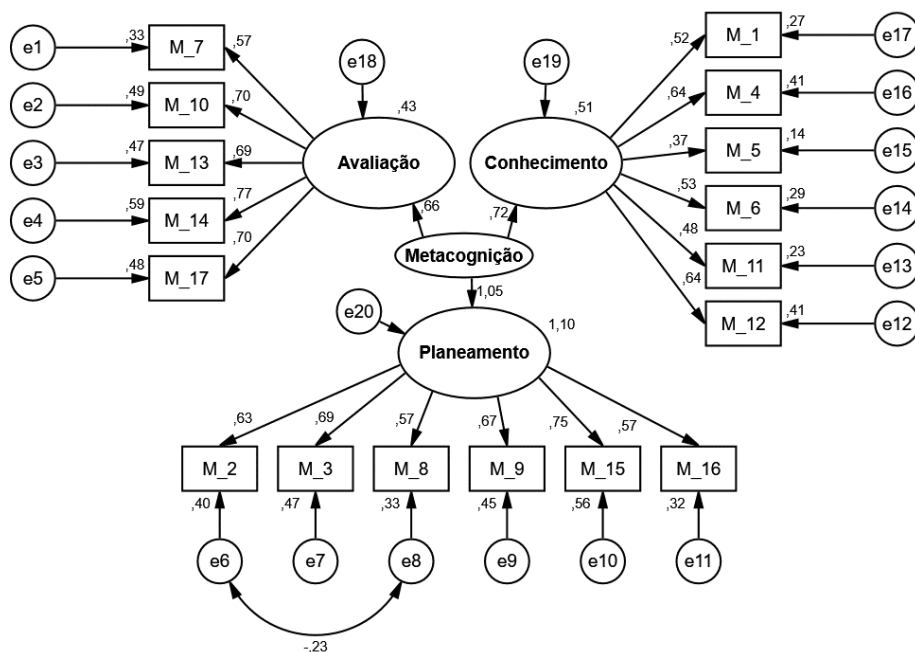 e1
,33
M_7
,57
e2
,49
M_10
,70
e3
,47
M_13
,69
e4
,59
M_14
,77
e5
,48
M_17
,70
e18
,43
Avaliação
,66
e19
,51
Conhecimento
,72
,52
M_1
,27
e17
,64
M_4
,41
e16
,37
M_5
,14
e15
,53
M_6
,29
e14
,48
M_11
,23
e13
,64
M_12
,41
e12
Metacognição
1,05
e20
1,10
Planeamento
,63
,69
,57
,67
,75
,57
M_2
M_3
M_8
M_9
M_15
M_16
,40
,47
,33
,45
,56
,32
e6
e7
e8
e9
e10
e11
-,23